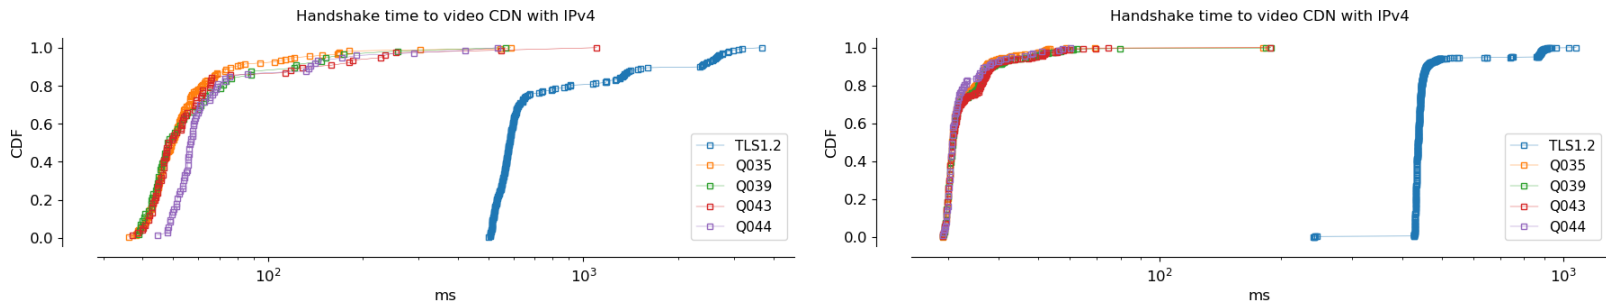 Handshake time to video CDN with IPv4
1.0
0.8
0.6
0.4
0.2
0.0
CDF
TLS1.2
Q035
Q039
Q043
Q044
10²
10³
ms
Handshake time to video CDN with IPv4
1.0
0.8
0.6
0.4
0.2
0.0
CDF
TLS1.2
Q035
Q039
Q043
Q044
10²
10³
ms